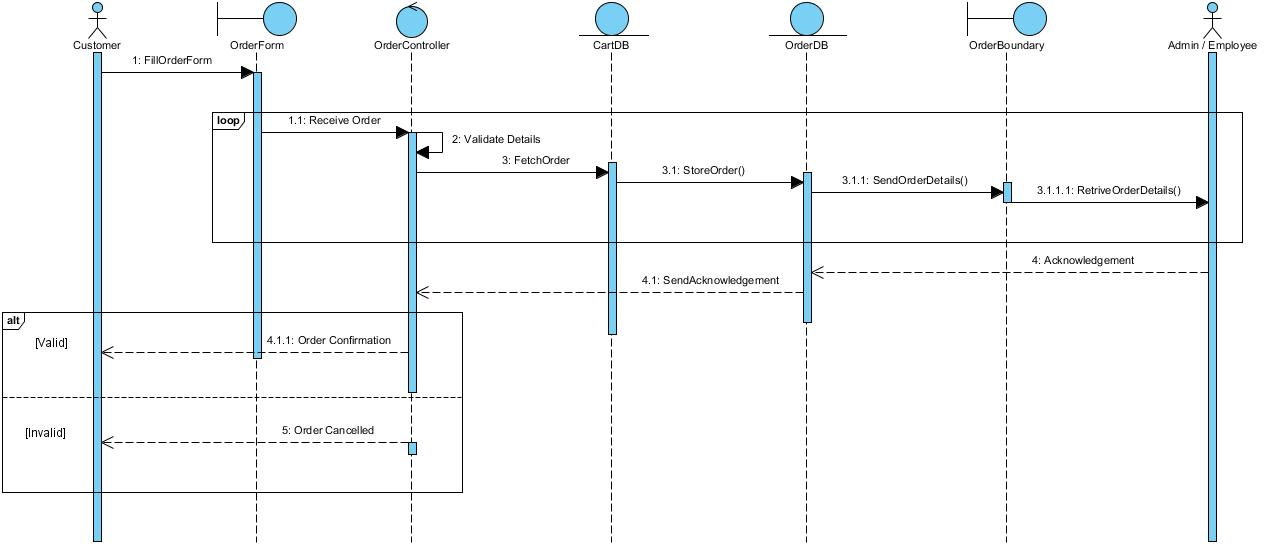 Customer
OrderForm
OrderController
CartDB
OrderDB
OrderBoundary
Admin / Employee
1: FillOrderForm
loop
1.1: Receive Order
2: Validate Details
3: FetchOrder
3.1: StoreOrder()
3.1.1: SendOrderDetails()
3.1.1.1: RetriveOrderDetails()
4: Acknowledgement
4.1: SendAcknowledgement
alt
[Valid]
4.1.1: Order Confirmation
[Invalid]
5: Order Cancelled